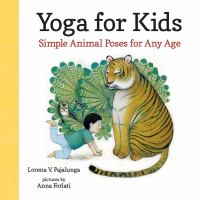 Yoga for Kids
Simple Animal Poses for Any Age
Lorena V. Pajalunga
pictures by
Anna Forlati